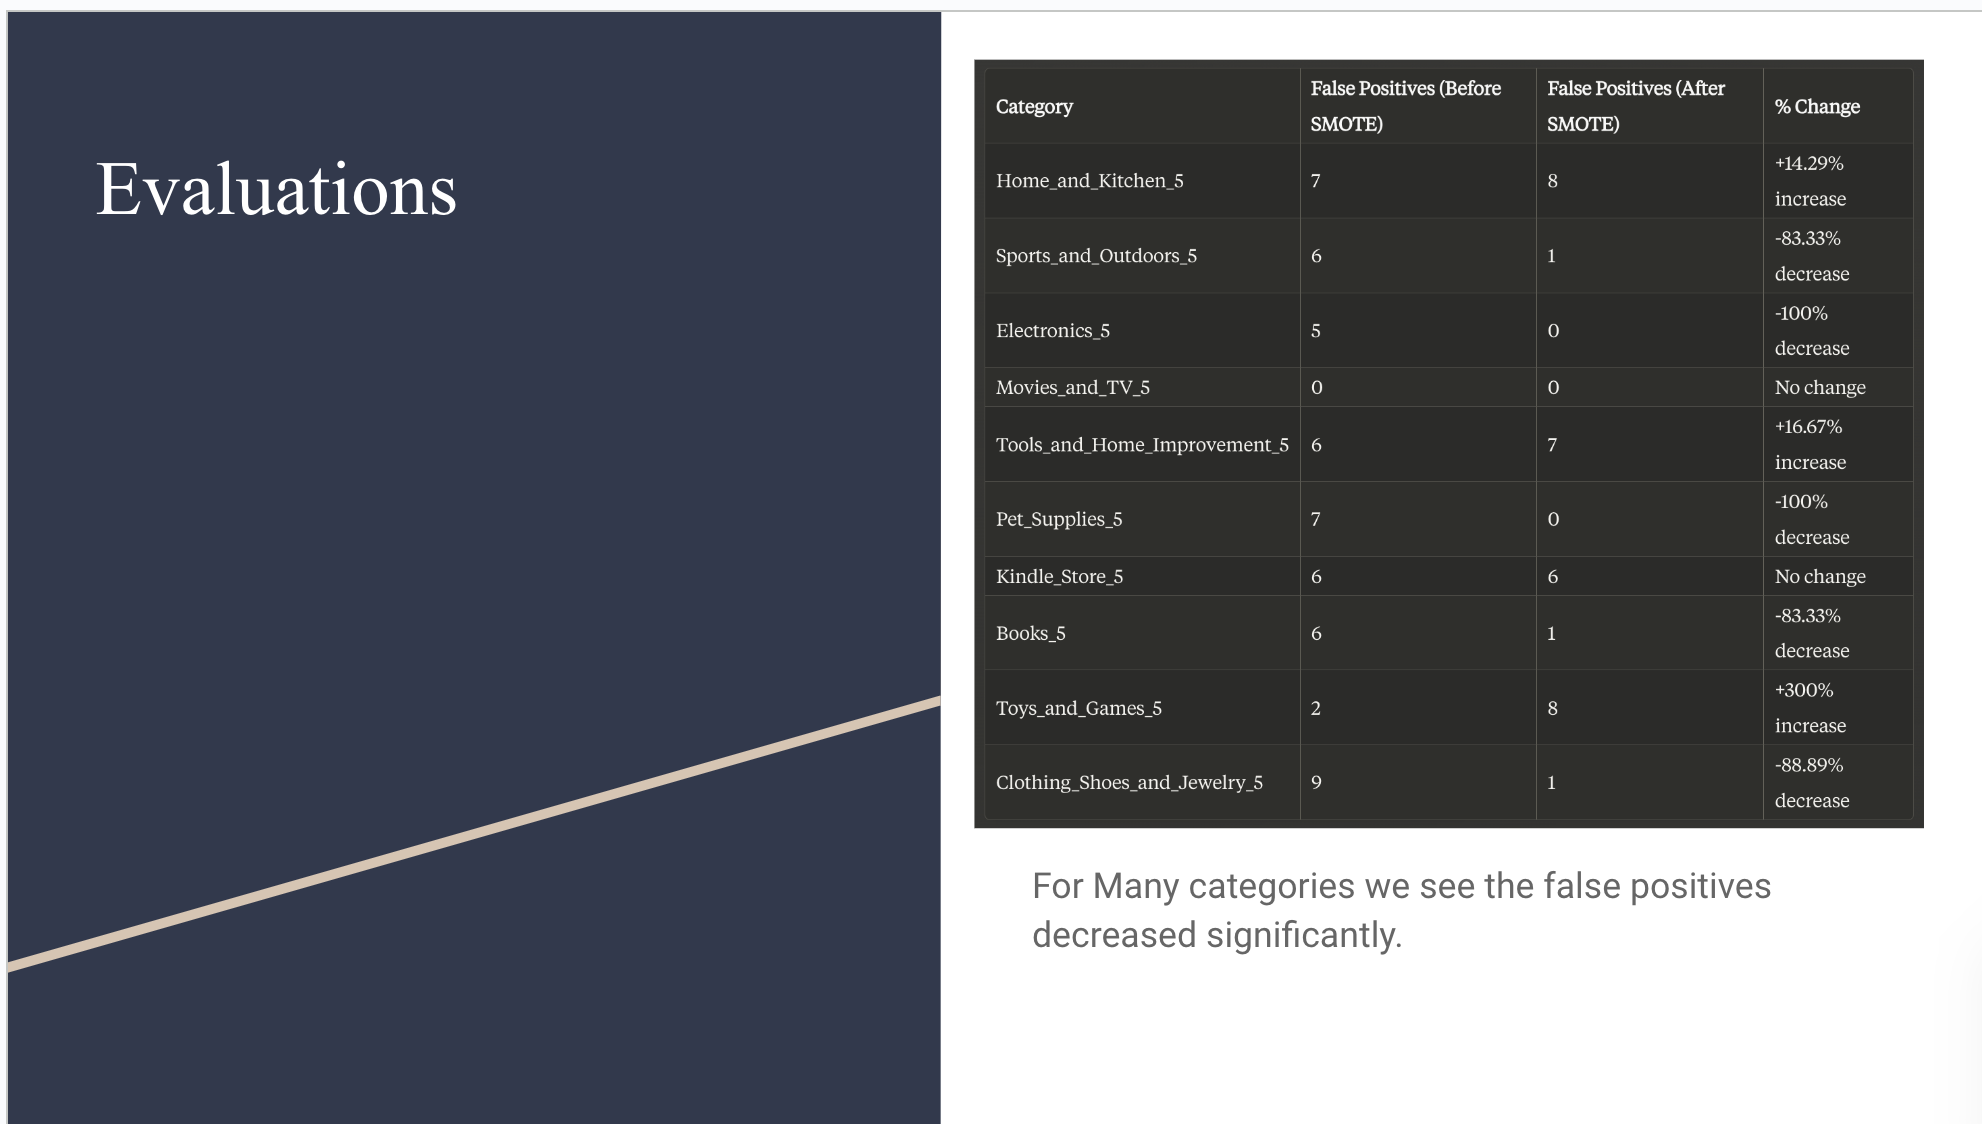 Evaluations
Category
False Positives (Before
SMOTE)
False Positives (After
SMOTE)
% Change
Home_and_Kitchen_5
7
8
+14.29%
increase
Sports_and_Outdoors_5
6
1
-83.33%
decrease
Electronics_5
5
0
-100%
decrease
Movies_and_TV_5
0
0
No change
Tools_and_Home_Improvement_5
6
7
+16.67%
increase
Pet_Supplies_5
7
0
-100%
decrease
Kindle_Store_5
6
6
No change
Books_5
6
1
-83.33%
decrease
Toys_and_Games_5
2
8
+300%
increase
Clothing_Shoes_and_Jewelry_5
9
1
-88.89%
decrease
For Many categories we see the false positives
decreased significantly.